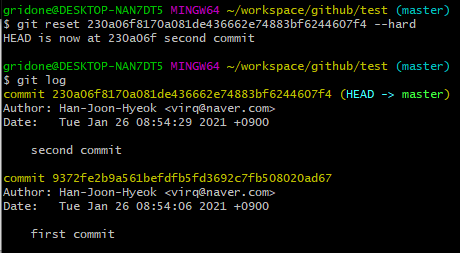 gridone@DESKTOP-NANZDT5 MINGW64 ~/workspace/github/test (master)
$ git reset 230a06f8170a081de436662e74883bf6244607f4 --hard
HEAD is now at 230a06f second commit
gridone@DESKTOP-NANZDT5 MINGW64 ~/workspace/github/test (master)
$ git log
commit 230a06f8170a081de436662e74883bf6244607f4 (HEAD -> master)
Author: Han-Joon-Hyeok <virq@naver.com>
Date:   Tue Jan 26 08:54:29 2021 +0900
    second commit
commit 9372fe2b9a561befdfb5fd3692c7fb508020ad67
Author: Han-Joon-Hyeok <virq@naver.com>
Date:   Tue Jan 26 08:54:06 2021 +0900
    first commit